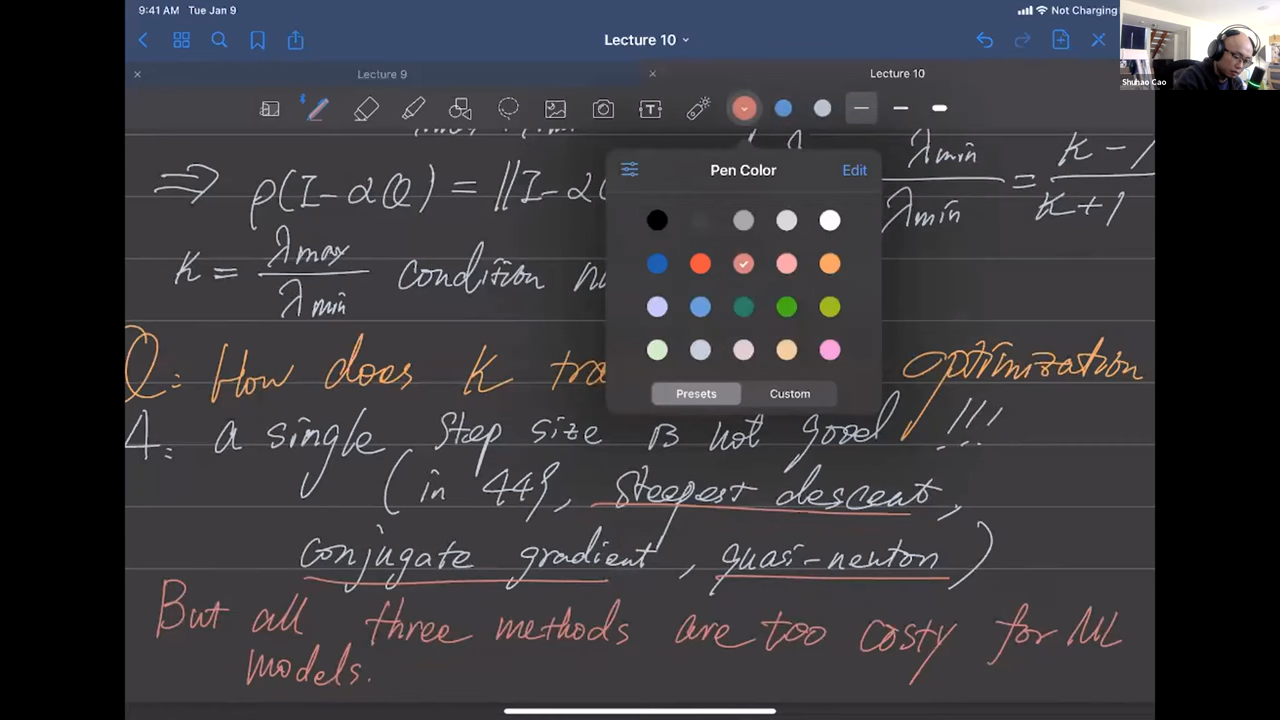 9:41 AM Tue Jan 9
Not Charging
Lecture 10
Lecture 9
Lecture 10
Shuhao Cao
Pen Color
Edit
Presets
Custom
⇒ ρ(I-αQ) = ||I-α λmin / λmin = κ-1 / κ+1
κ = λmax / λmin condition
Q: How does κ optimization
A: a single step size is not good !!!
(in 449, steepest descent,
conjugate gradient, quasi-newton)
But all three methods are too costy for ML
models.